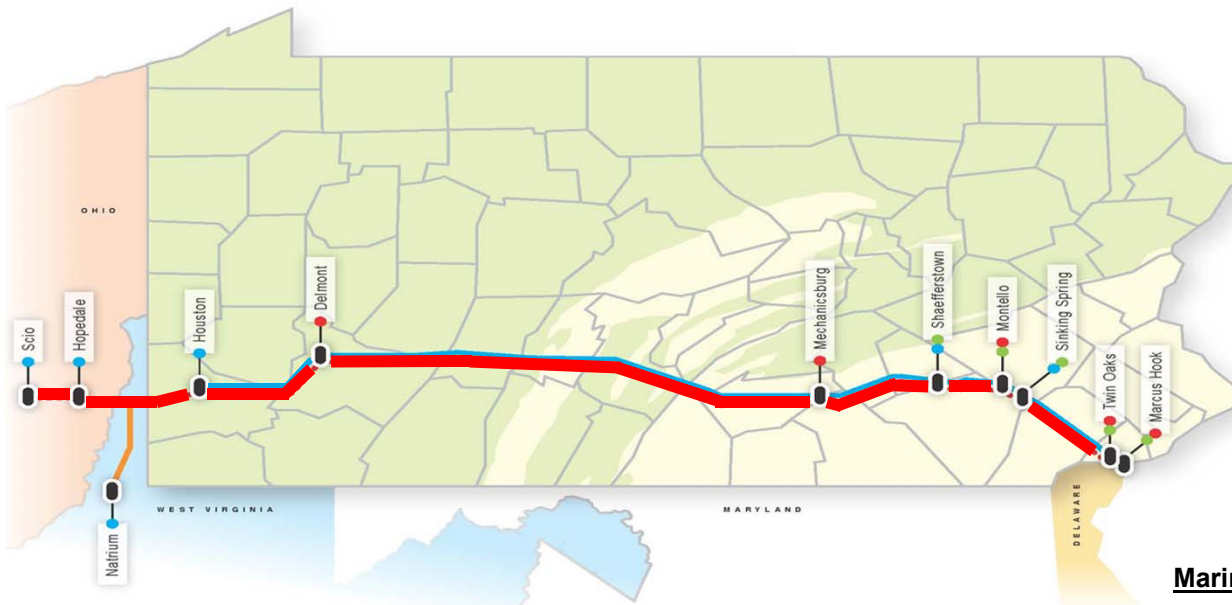 OHIO
Scio
Hopedale
Houston
Delmont
Mechanicsburg
Shaefferstown
Montello
Sinking Spring
Twin Oaks
Marcus Hook
Natrium
WEST VIRGINIA
MARYLAND
DELAWARE